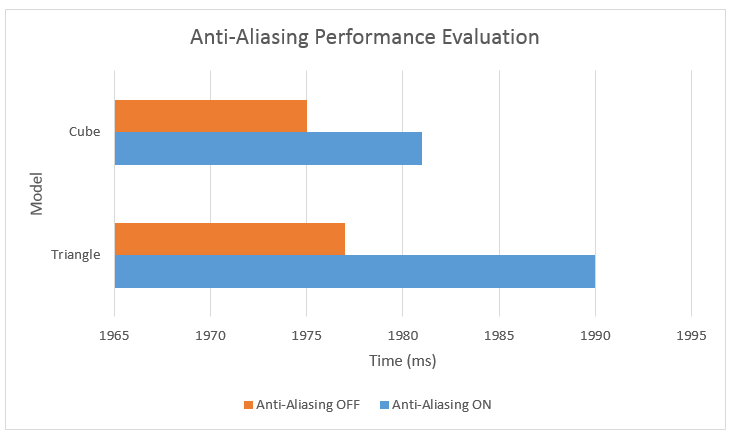 Anti-Aliasing Performance Evaluation
Cube
Model
Triangle
1965 1970 1975 1980 1985 1990 1995
Time (ms)
Anti-Aliasing OFF Anti-Aliasing ON